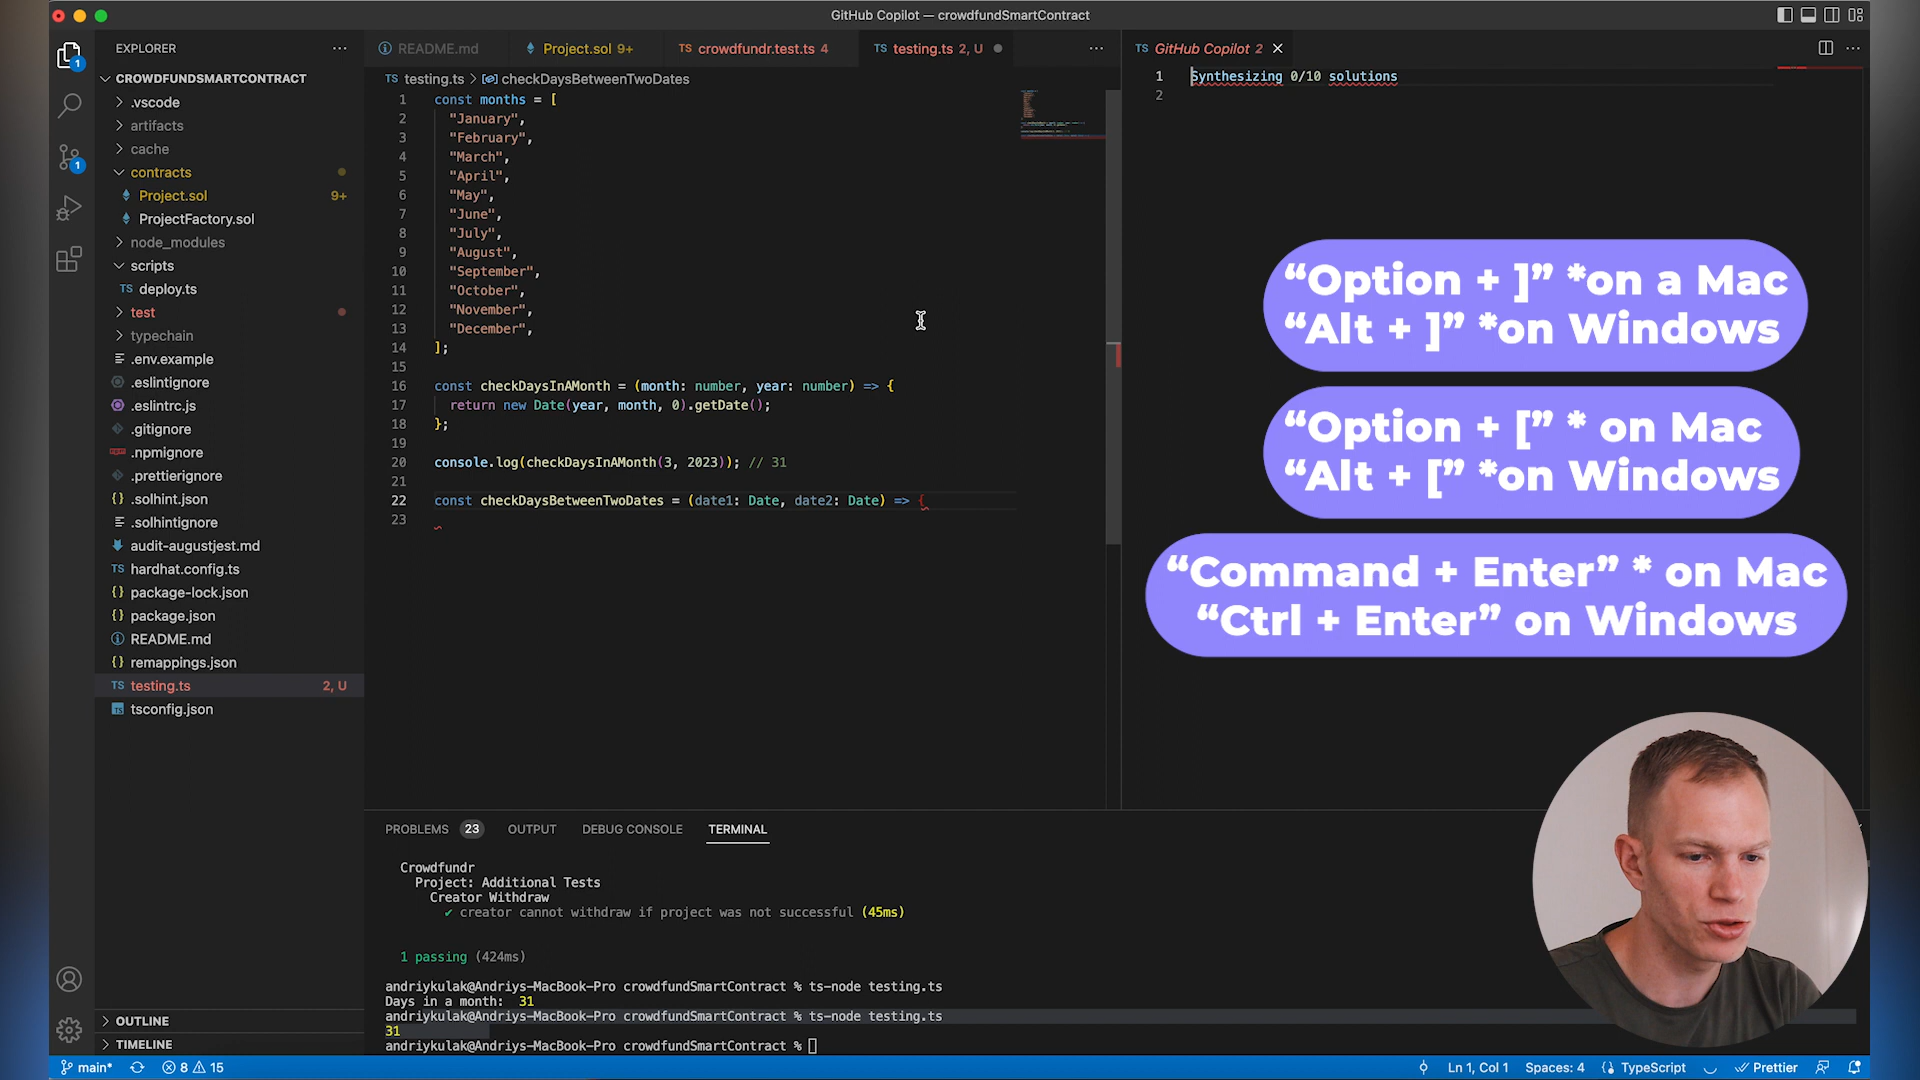 GitHub Copilot — crowdfundSmartContract
EXPLORER
README.md
Project.sol 9+
TS crowdfundr.test.ts 4
TS testing.ts 2, U
TS GitHub Copilot 2
CROWDFUNDSMARTCONTRACT
.vscode
artifacts
cache
contracts
Project.sol 9+
ProjectFactory.sol
node_modules
scripts
TS deploy.ts
test
typechain
.env.example
.eslintignore
.eslintrc.js
.gitignore
.npmignore
.prettierignore
.solhint.json
.solhintignore
audit-augustjest.md
TS hardhat.config.ts
{} package-lock.json
{} package.json
README.md
{} remappings.json
TS testing.ts 2, U
TS tsconfig.json
OUTLINE
TIMELINE
1
1
TS testing.ts > checkDaysBetweenTwoDates
1 const months = [
2 "January",
3 "February",
4 "March",
5 "April",
6 "May",
7 "June",
8 "July",
9 "August",
10 "September",
11 "October",
12 "November",
13 "December",
14 ];
15
16 const checkDaysInAMonth = (month: number, year: number) => {
17 return new Date(year, month, 0).getDate();
18 };
19
20 console.log(checkDaysInAMonth(3, 2023)); // 31
21
22 const checkDaysBetweenTwoDates = (date1: Date, date2: Date) => {
23
1 Synthesizing 0/10 solutions
2
“Option + ]” *on a Mac
“Alt + ]” *on Windows
“Option + [” * on Mac
“Alt + [” *on Windows
“Command + Enter” * on Mac
“Ctrl + Enter” on Windows
PROBLEMS 23 OUTPUT DEBUG CONSOLE TERMINAL
Crowdfundr
Project: Additional Tests
Creator Withdraw
✔ creator cannot withdraw if project was not successful (45ms)
1 passing (424ms)
andriykulak@Andriys-MacBook-Pro crowdfundSmartContract % ts-node testing.ts
Days in a month: 31
andriykulak@Andriys-MacBook-Pro crowdfundSmartContract % ts-node testing.ts
31
andriykulak@Andriys-MacBook-Pro crowdfundSmartContract %
main* 8 15
Ln 1, Col 1 Spaces: 4 {} TypeScript Prettier